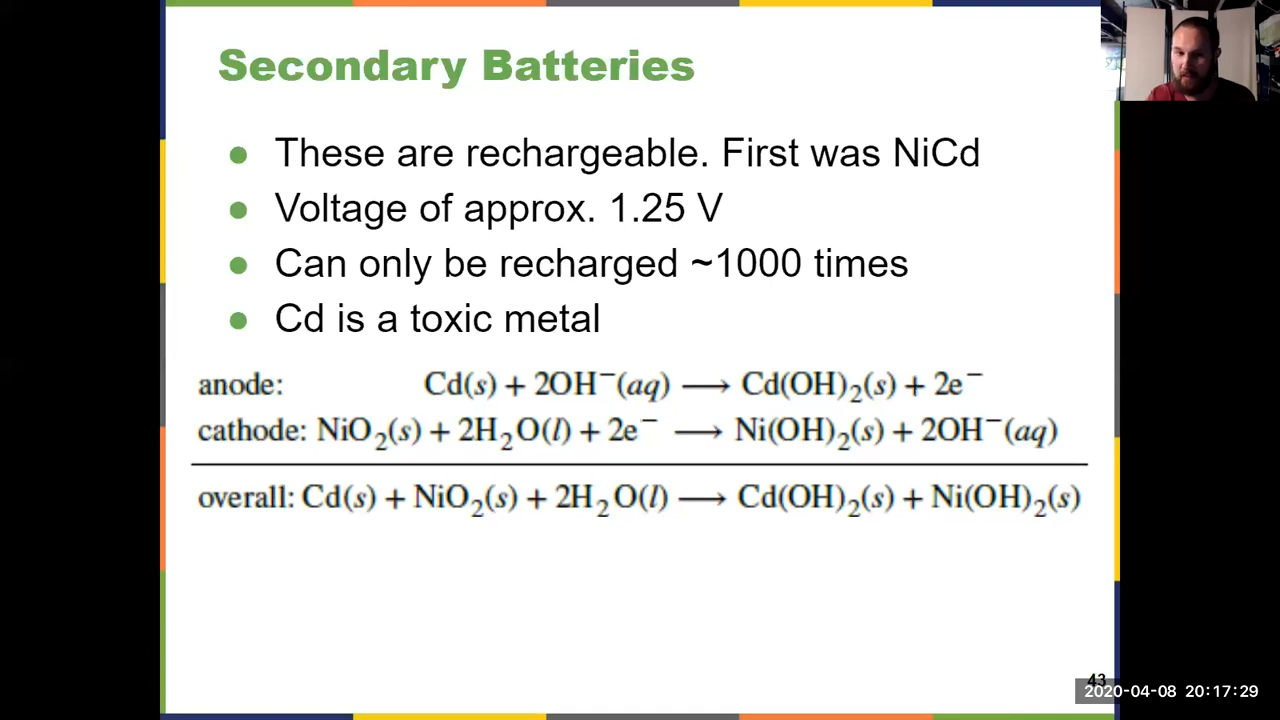 Secondary Batteries
● These are rechargeable. First was NiCd
● Voltage of approx. 1.25 V
● Can only be recharged ~1000 times
● Cd is a toxic metal
anode: Cd(s) + 2OH⁻(aq) ⟶ Cd(OH)₂(s) + 2e⁻
cathode: NiO₂(s) + 2H₂O(l) + 2e⁻ ⟶ Ni(OH)₂(s) + 2OH⁻(aq)
overall: Cd(s) + NiO₂(s) + 2H₂O(l) ⟶ Cd(OH)₂(s) + Ni(OH)₂(s)
43
2020-04-08 20:17:29